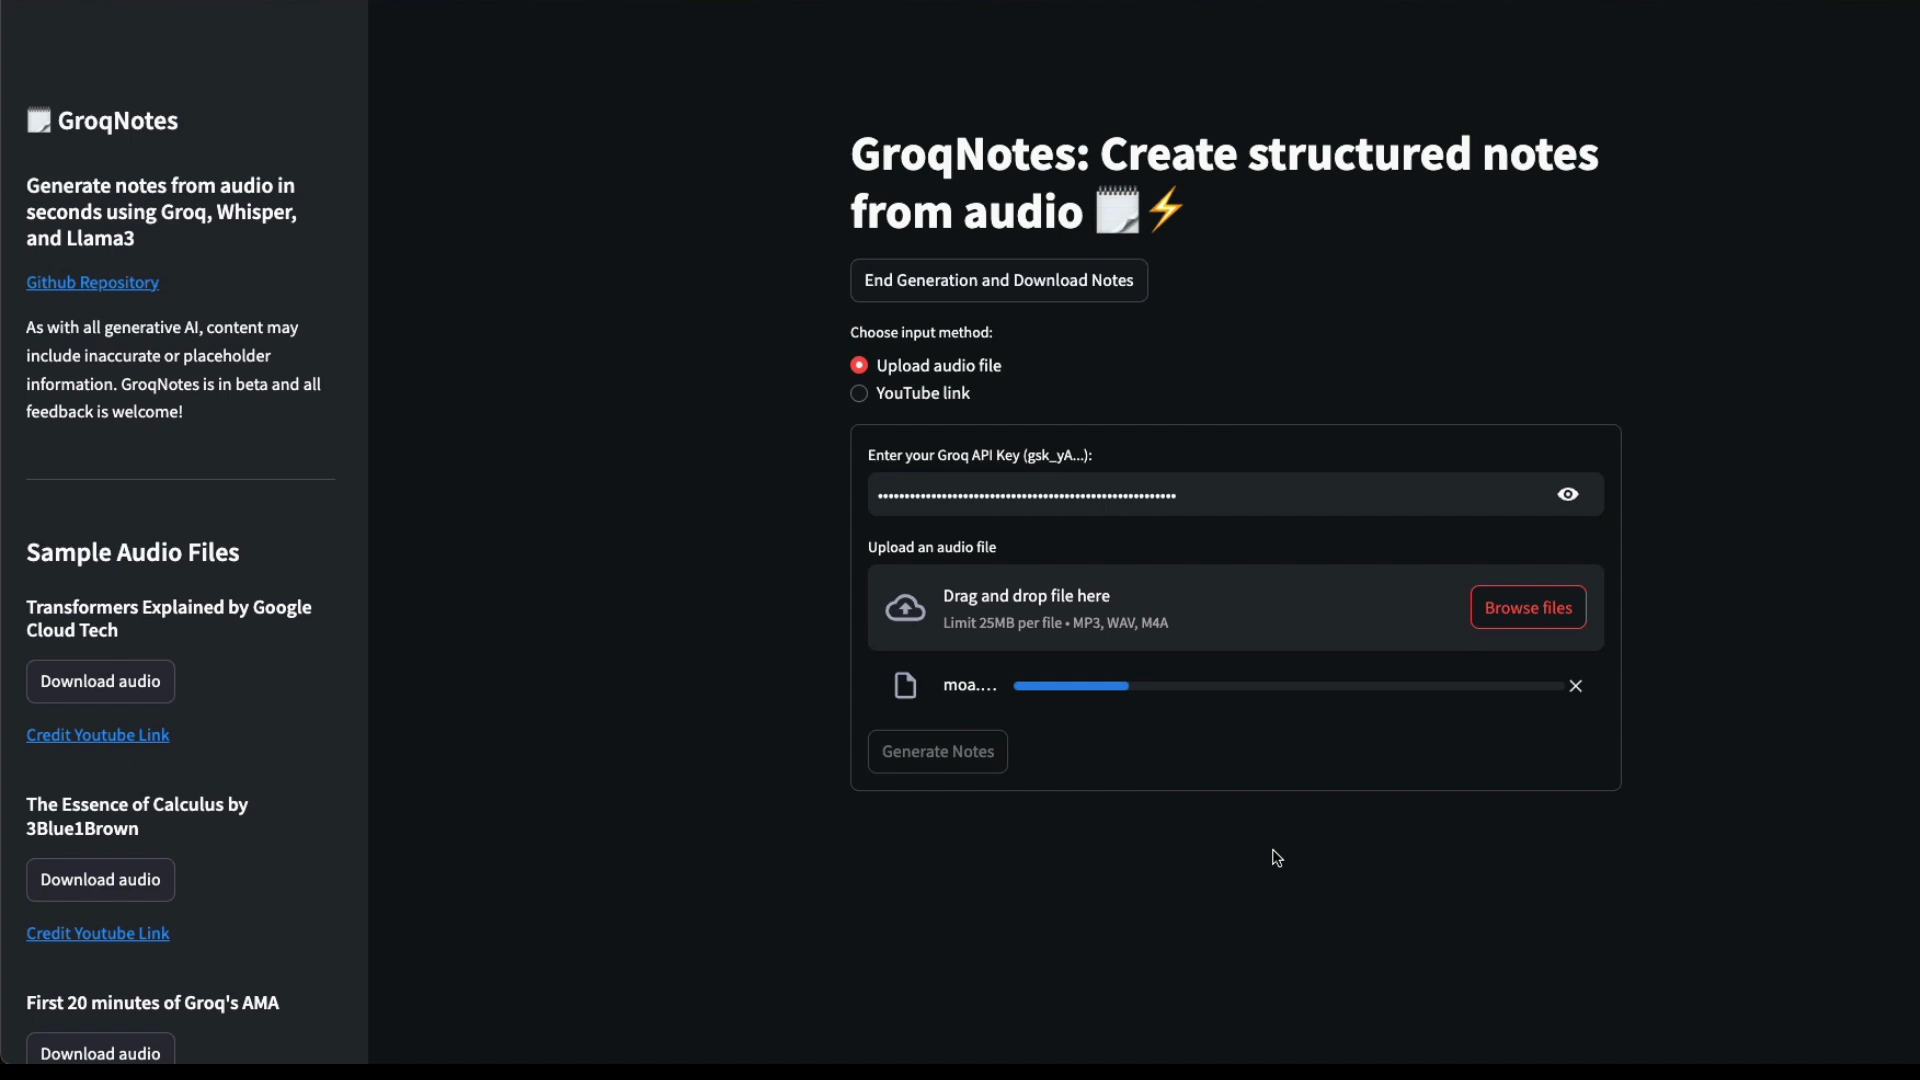 GroqNotes
Generate notes from audio in
seconds using Groq, Whisper,
and Llama3
Github Repository
As with all generative AI, content may
include inaccurate or placeholder
information. GroqNotes is in beta and all
feedback is welcome!
Sample Audio Files
Transformers Explained by Google
Cloud Tech
Download audio
Credit Youtube Link
The Essence of Calculus by
3Blue1Brown
Download audio
Credit Youtube Link
First 20 minutes of Groq's AMA
Download audio
GroqNotes: Create structured notes
from audio
End Generation and Download Notes
Choose input method:
Upload audio file
YouTube link
Enter your Groq API Key (gsk_yA...):
Upload an audio file
Drag and drop file here
Limit 25MB per file • MP3, WAV, M4A
Browse files
moa....
Generate Notes